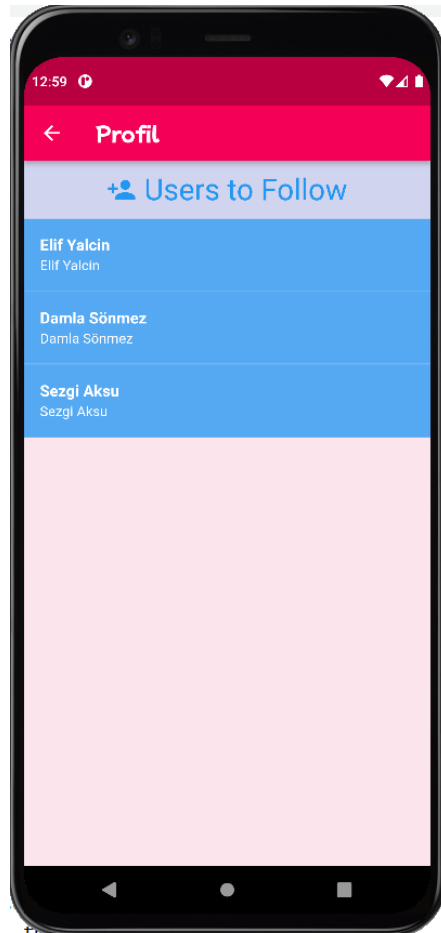 12:59
Profil
Users to Follow
Elif Yalcin
Elif Yalcin
Damla Sönmez
Damla Sönmez
Sezgi Aksu
Sezgi Aksu